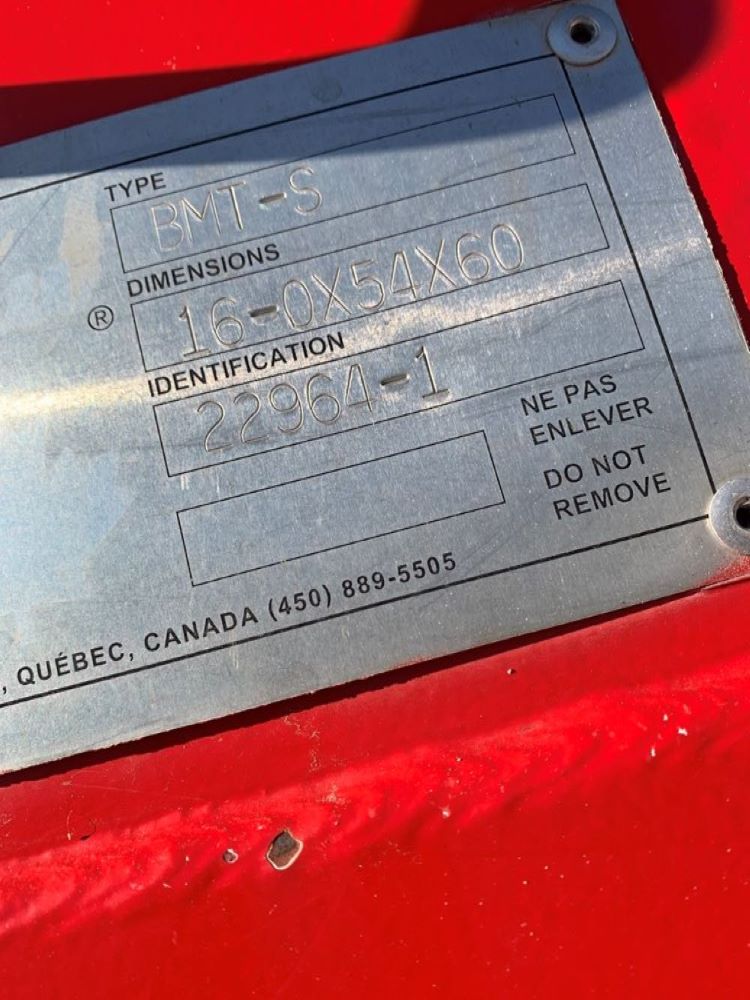 TYPE
BMT-S
DIMENSIONS
® 16-0X54X60
IDENTIFICATION
22964-1
NE PAS
ENLEVER
DO NOT
REMOVE
, QUÉBEC, CANADA (450) 889-5505